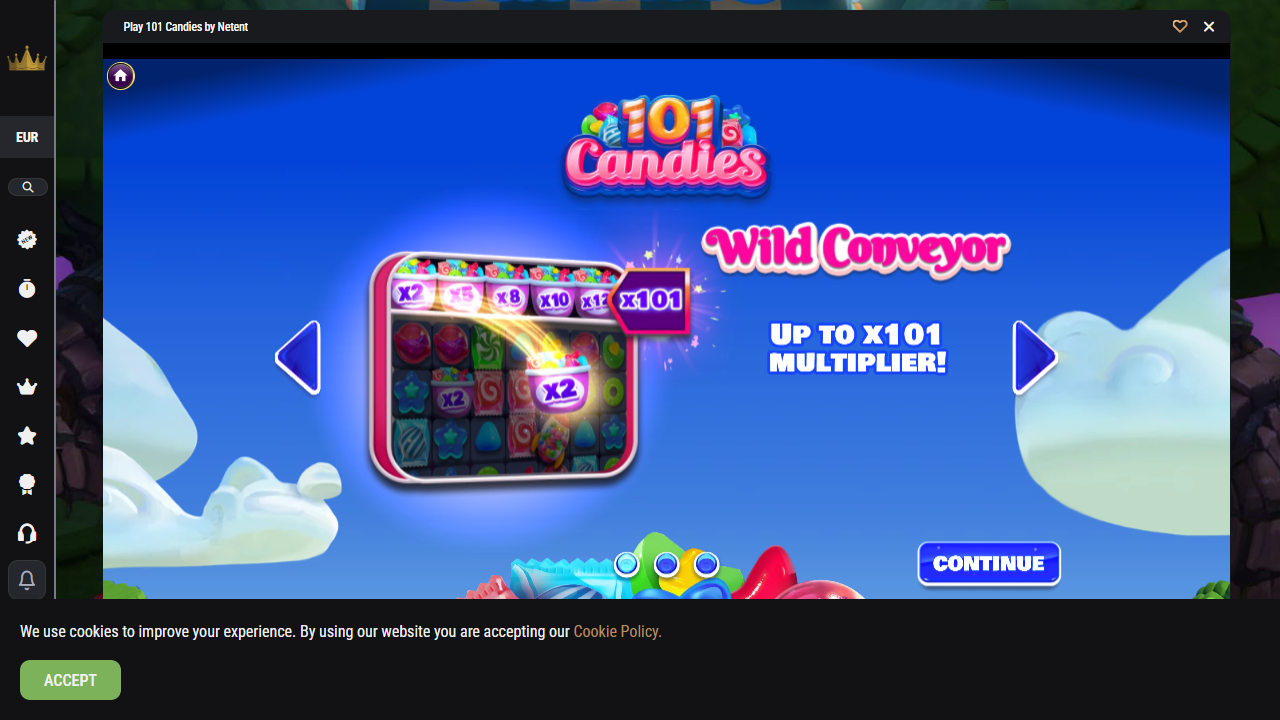 Play 101 Candies by Netent
EUR
NEW
101
Candies
Wild Conveyor
x2
x5
x8
x10
x101
x2
x2
UP TO X101
MULTIPLIER!
CONTINUE
We use cookies to improve your experience. By using our website you are accepting our Cookie Policy.
ACCEPT